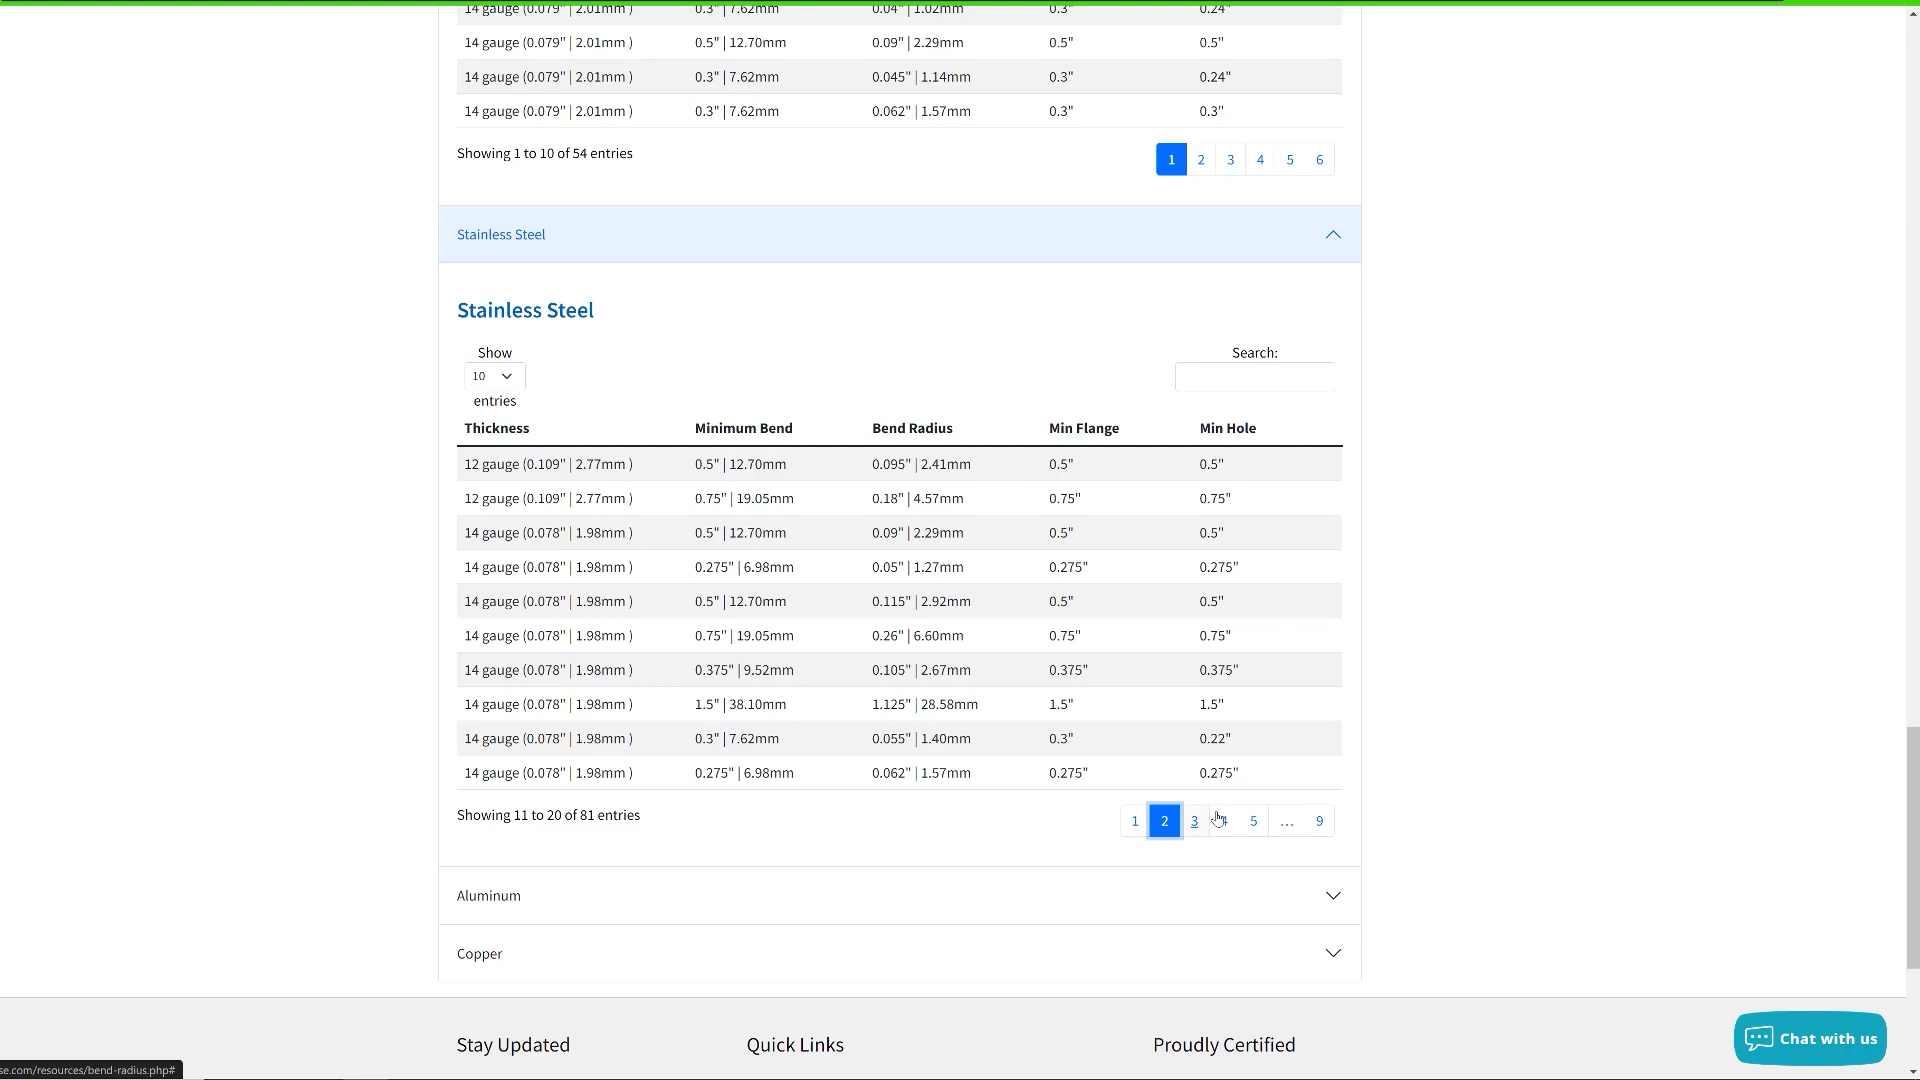 14 gauge (0.079" | 2.01mm ) 0.3" | 7.62mm 0.04" | 1.02mm 0.3" 0.24"
14 gauge (0.079" | 2.01mm ) 0.5" | 12.70mm 0.09" | 2.29mm 0.5" 0.5"
14 gauge (0.079" | 2.01mm ) 0.3" | 7.62mm 0.045" | 1.14mm 0.3" 0.24"
14 gauge (0.079" | 2.01mm ) 0.3" | 7.62mm 0.062" | 1.57mm 0.3" 0.3"
Showing 1 to 10 of 54 entries
1 2 3 4 5 6
Stainless Steel
Stainless Steel
Show
10
entries
Search:
Thickness Minimum Bend Bend Radius Min Flange Min Hole
12 gauge (0.109" | 2.77mm ) 0.5" | 12.70mm 0.095" | 2.41mm 0.5" 0.5"
12 gauge (0.109" | 2.77mm ) 0.75" | 19.05mm 0.18" | 4.57mm 0.75" 0.75"
14 gauge (0.078" | 1.98mm ) 0.5" | 12.70mm 0.09" | 2.29mm 0.5" 0.5"
14 gauge (0.078" | 1.98mm ) 0.275" | 6.98mm 0.05" | 1.27mm 0.275" 0.275"
14 gauge (0.078" | 1.98mm ) 0.5" | 12.70mm 0.115" | 2.92mm 0.5" 0.5"
14 gauge (0.078" | 1.98mm ) 0.75" | 19.05mm 0.26" | 6.60mm 0.75" 0.75"
14 gauge (0.078" | 1.98mm ) 0.375" | 9.52mm 0.105" | 2.67mm 0.375" 0.375"
14 gauge (0.078" | 1.98mm ) 1.5" | 38.10mm 1.125" | 28.58mm 1.5" 1.5"
14 gauge (0.078" | 1.98mm ) 0.3" | 7.62mm 0.055" | 1.40mm 0.3" 0.22"
14 gauge (0.078" | 1.98mm ) 0.275" | 6.98mm 0.062" | 1.57mm 0.275" 0.275"
Showing 11 to 20 of 81 entries
1 2 3 4 5 ... 9
Aluminum
Copper
Stay Updated Quick Links Proudly Certified
Chat with us
se.com/resources/bend-radius.php#